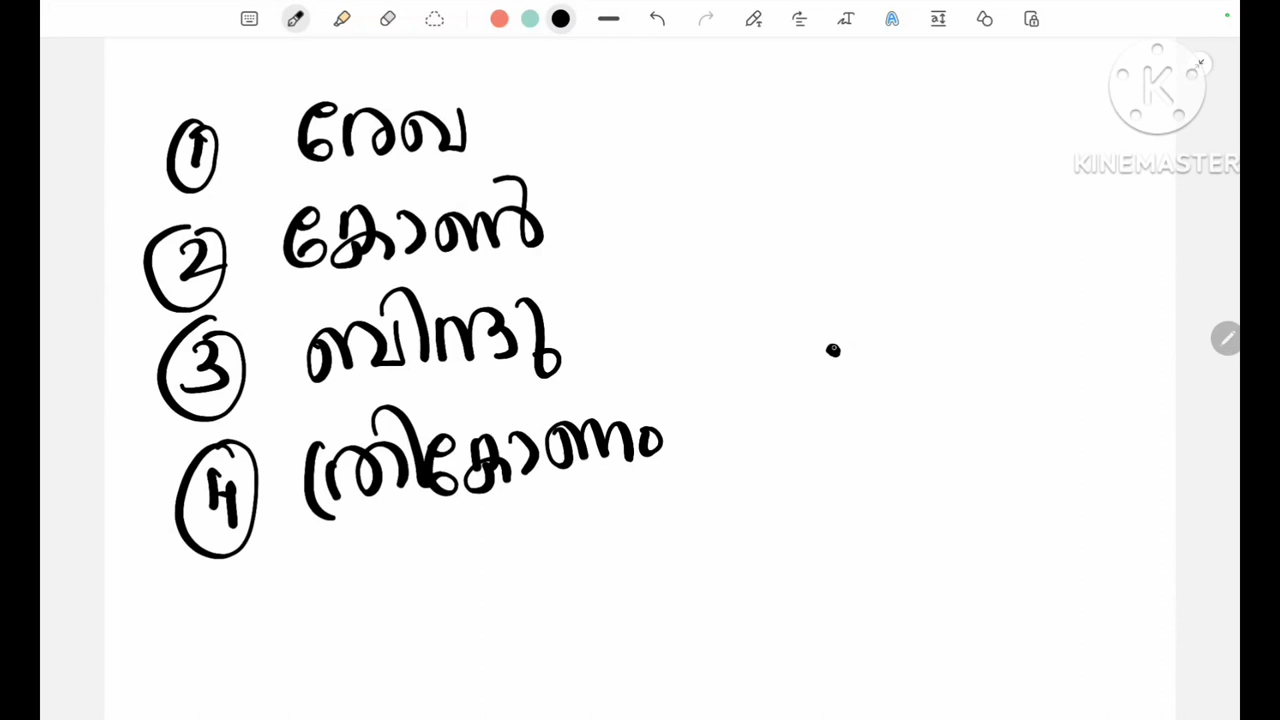 KINEMASTER
① രേഖ
② കോൺ
③ ബിന്ദു
④ ത്രികോണം